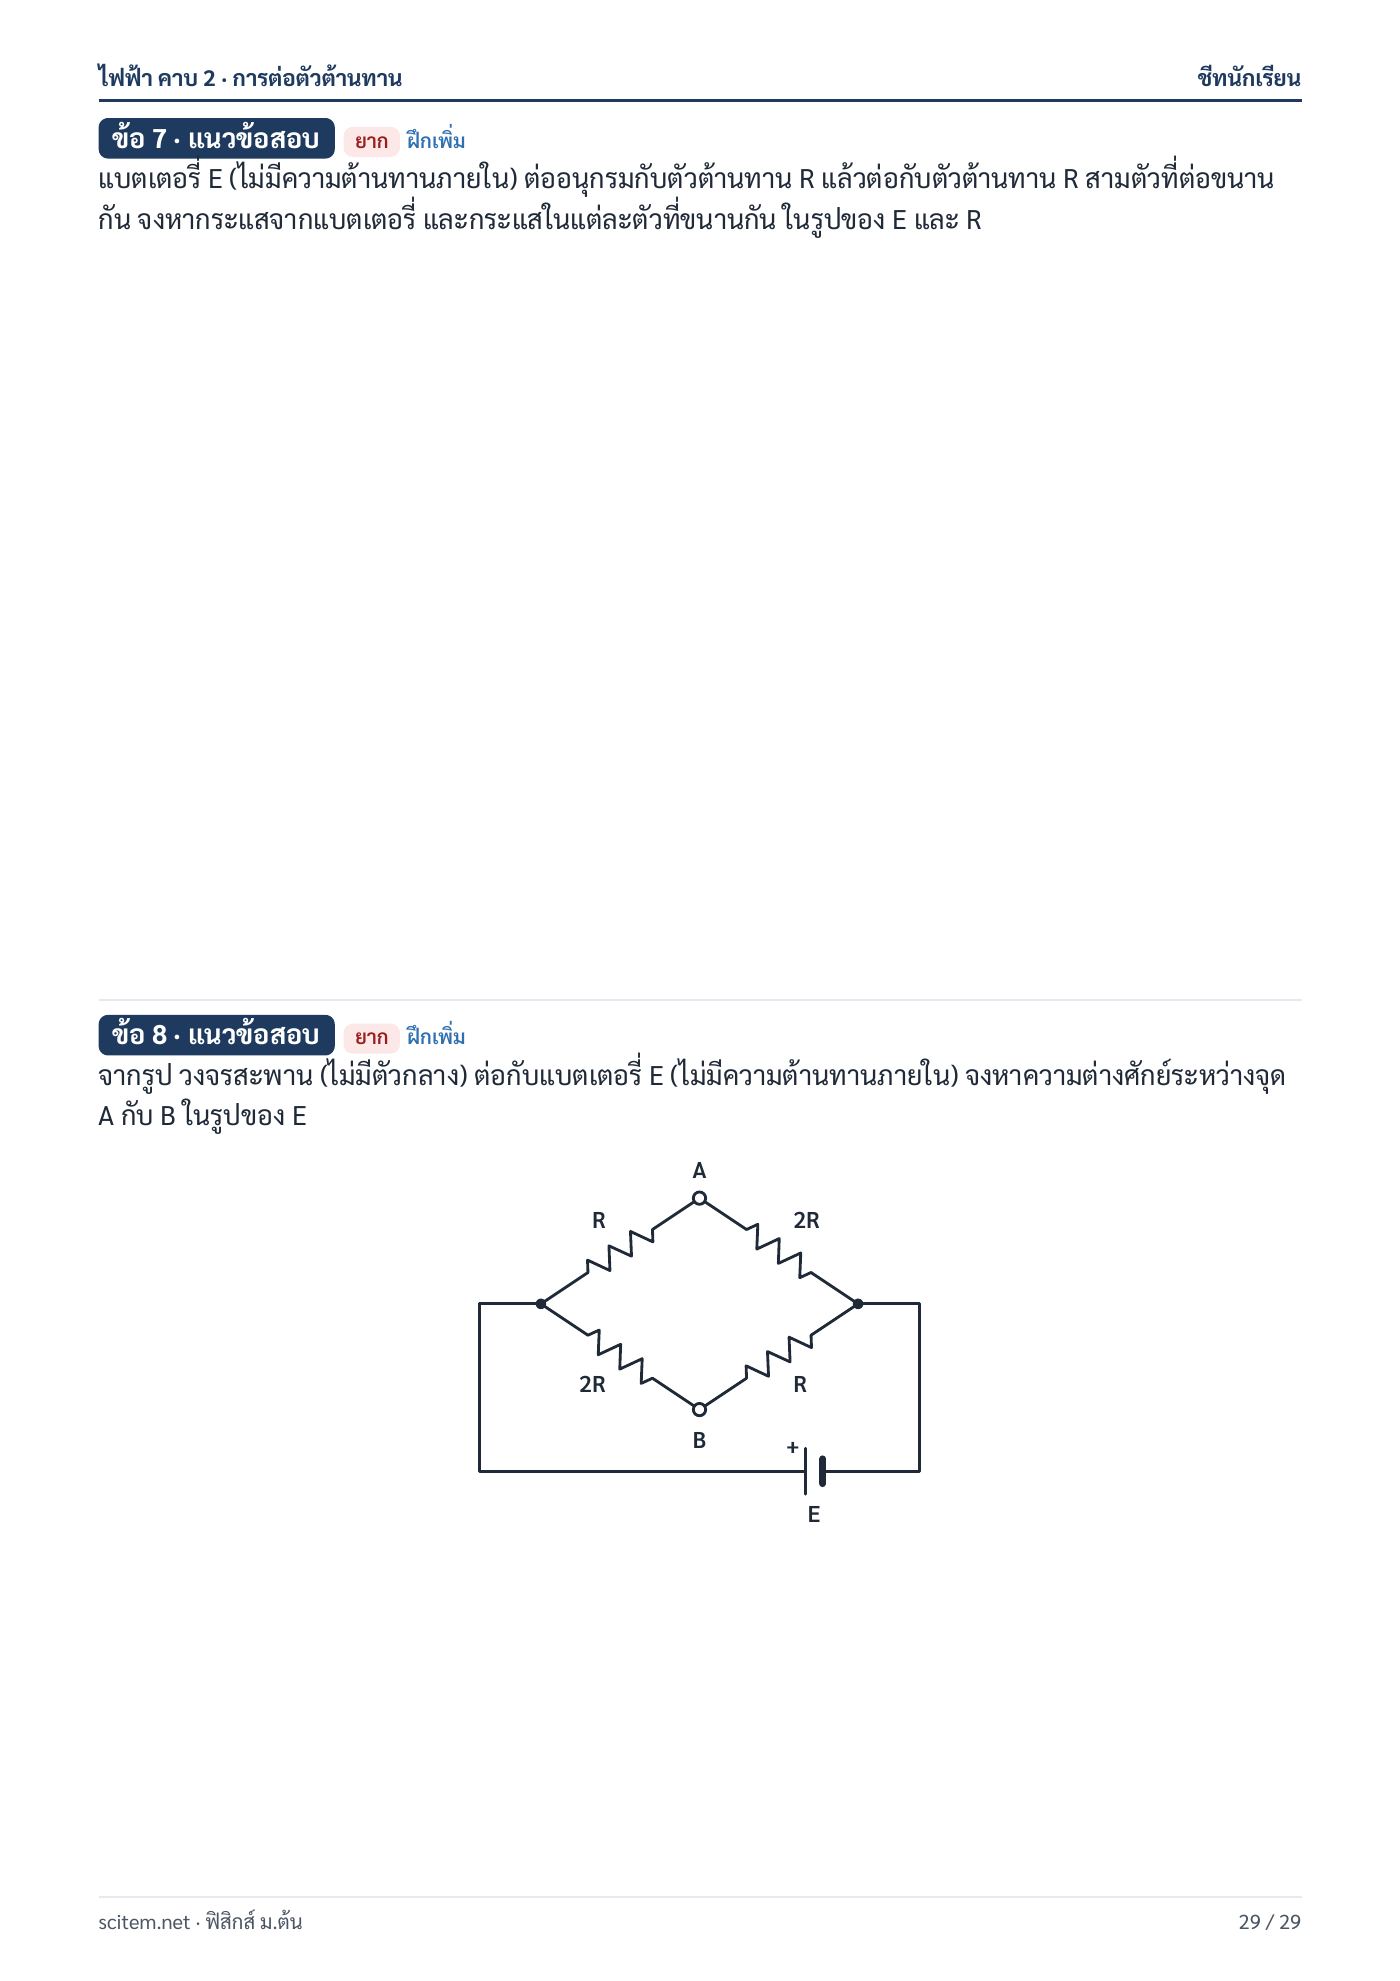 ไฟฟ้า คาบ 2 · การต่อตัวต้านทาน
ชีทนักเรียน
ข้อ 7 · แนวข้อสอบ ยาก ฝึกเพิ่ม
แบตเตอรี่ E (ไม่มีความต้านทานภายใน) ต่ออนุกรมกับตัวต้านทาน R แล้วต่อกับตัวต้านทาน R สามตัวที่ต่อขนาน
กัน จงหากระแสจากแบตเตอรี่ และกระแสในแต่ละตัวที่ขนานกัน ในรูปของ E และ R
ข้อ 8 · แนวข้อสอบ ยาก ฝึกเพิ่ม
จากรูป วงจรสะพาน (ไม่มีตัวกลาง) ต่อกับแบตเตอรี่ E (ไม่มีความต้านทานภายใน) จงหาความต่างศักย์ระหว่างจุด
A กับ B ในรูปของ E
A
R
2R
2R
R
B
+
E
scitem.net · ฟิสิกส์ ม.ต้น
29 / 29